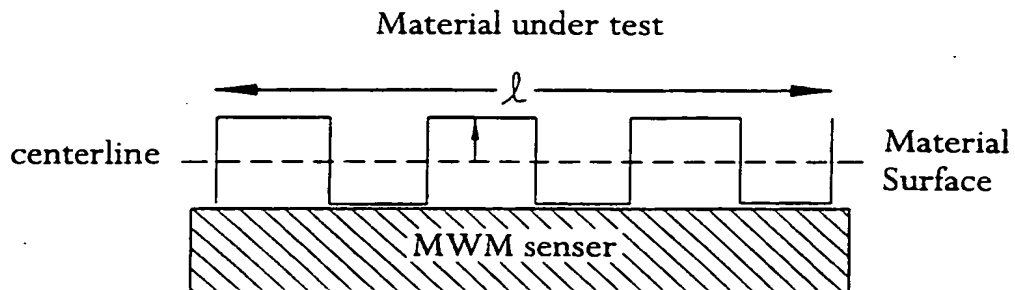 Material under test
ℓ
centerline
Material
Surface
MWM senser